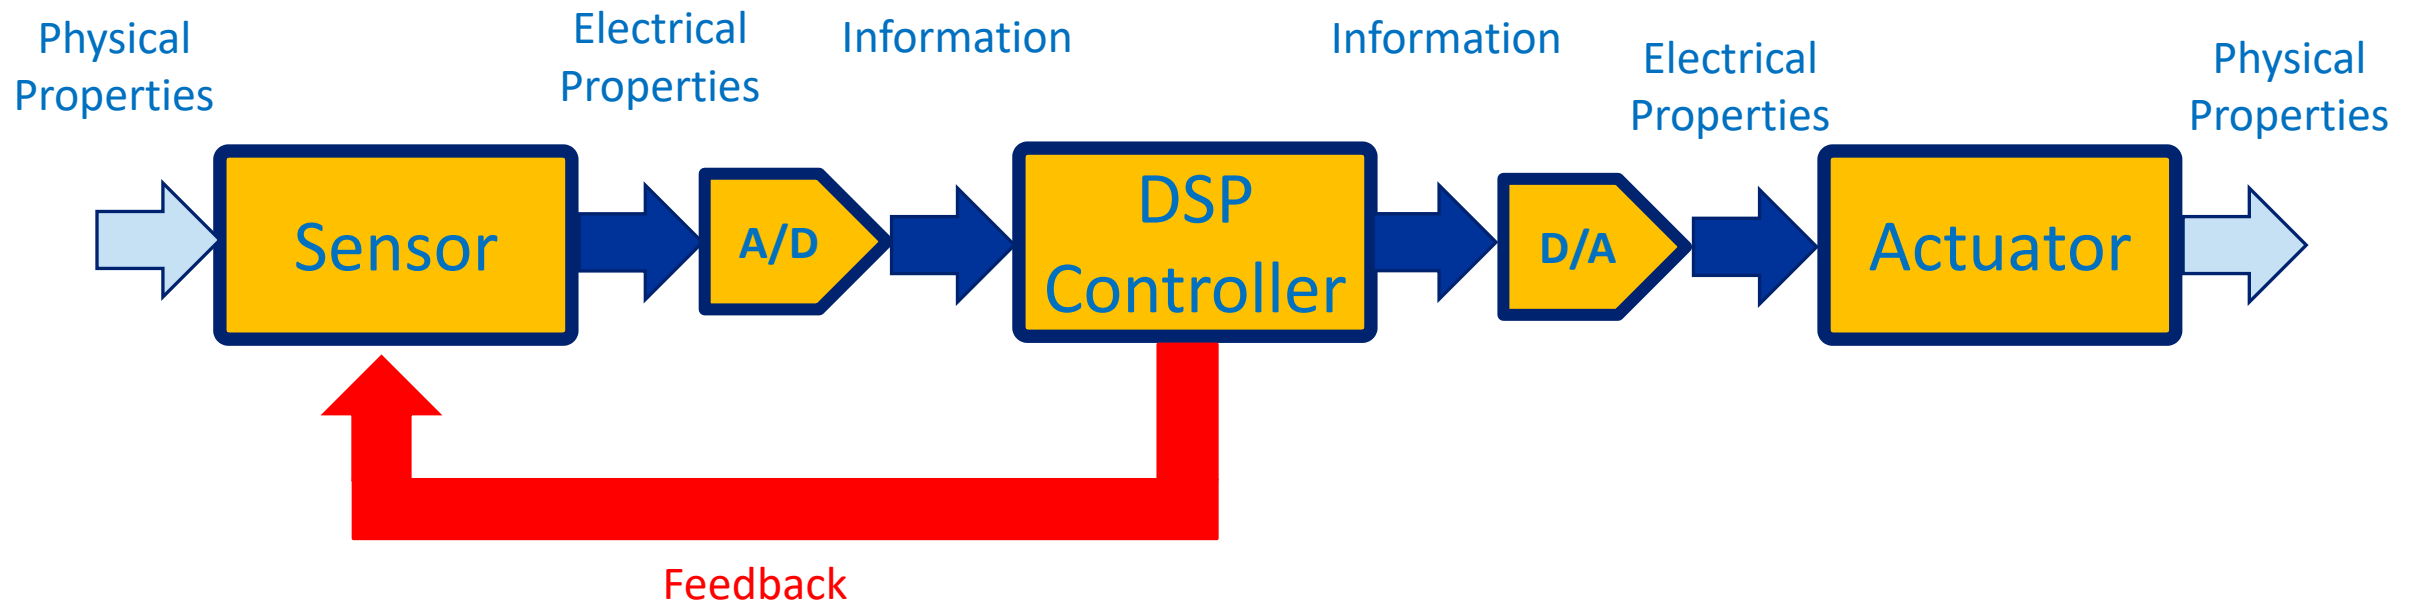 Physical
Properties
Electrical
Properties
Information
Information
Electrical
Properties
Physical
Properties
Sensor
A/D
DSP
Controller
D/A
Actuator
Feedback